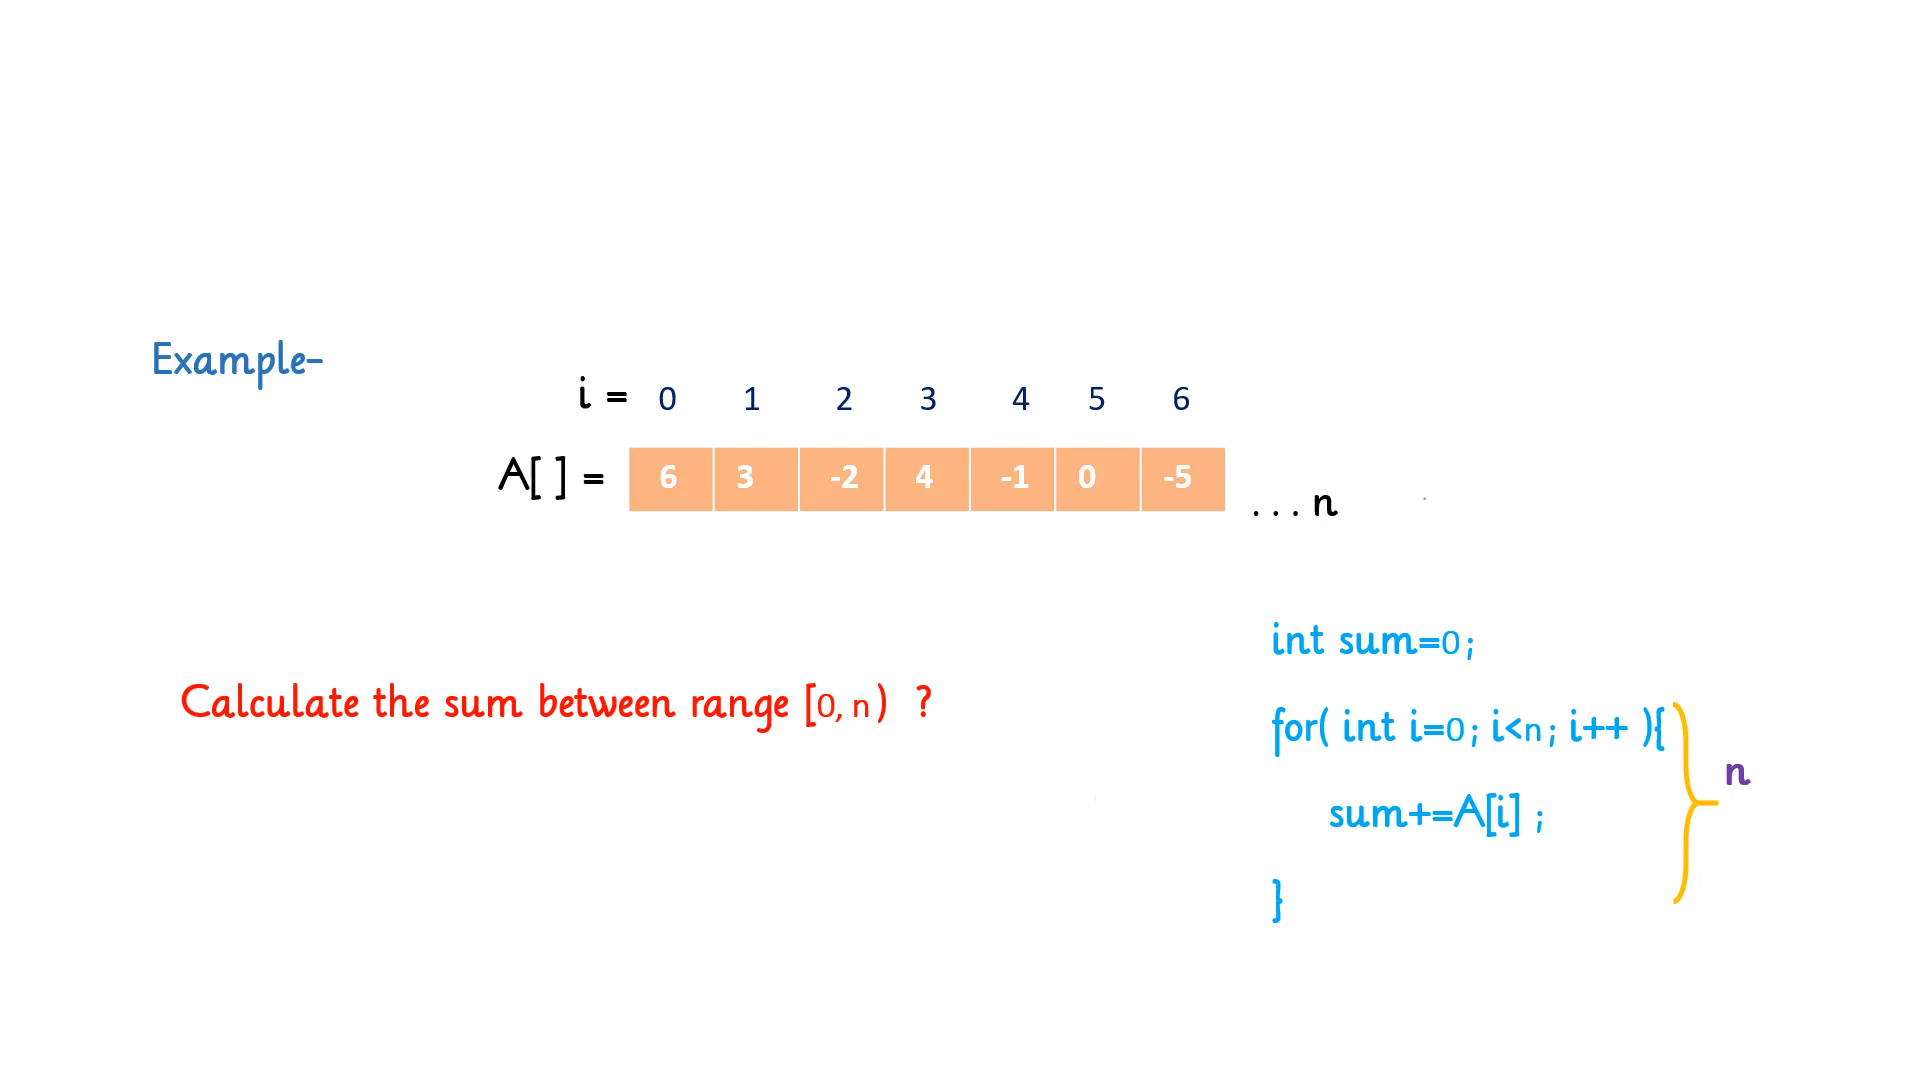 Example-
i = 0 1 2 3 4 5 6
A[ ] = 6 3 -2 4 -1 0 -5 ...n
int sum=0;
Calculate the sum between range [0, n) ?
for( int i=0; i<n; i++ ){
n
sum+=A[i] ;
}